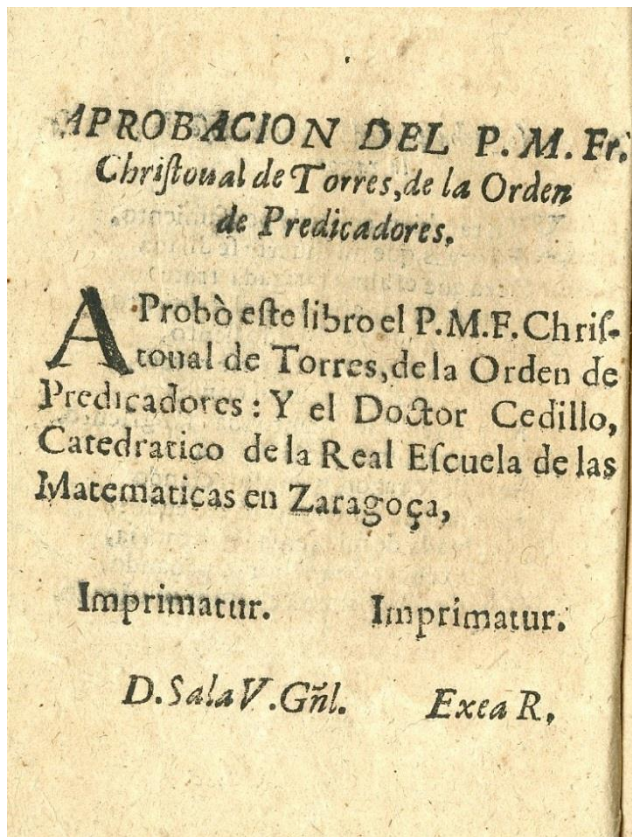 APROBACION DEL P. M. Fr.
Chriſtoual de Torres, de la Orden
de Predicadores.
AProbò eſte libro el P. M. F. Chriſ-
toual de Torres, de la Orden de
Predicadores: Y el Doctor Cedillo,
Catedratico de la Real Eſcuela de las
Matematicas en Zaragoça,
Imprimatur. Imprimatur.
D. Sala V. Gñl. Exea R,